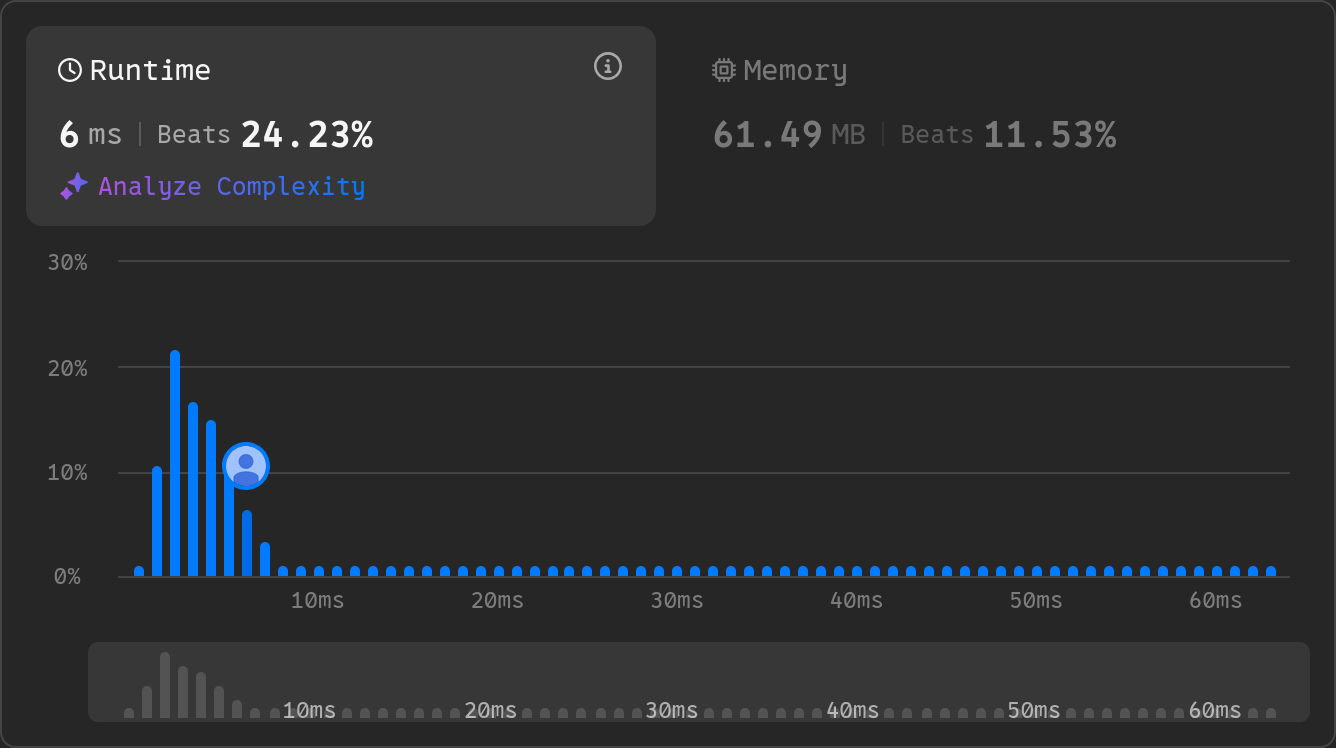 Runtime
6 ms | Beats 24.23%
Analyze Complexity
Memory
61.49 MB | Beats 11.53%
30%
20%
10%
0%
10ms 20ms 30ms 40ms 50ms 60ms
10ms 20ms 30ms 40ms 50ms 60ms